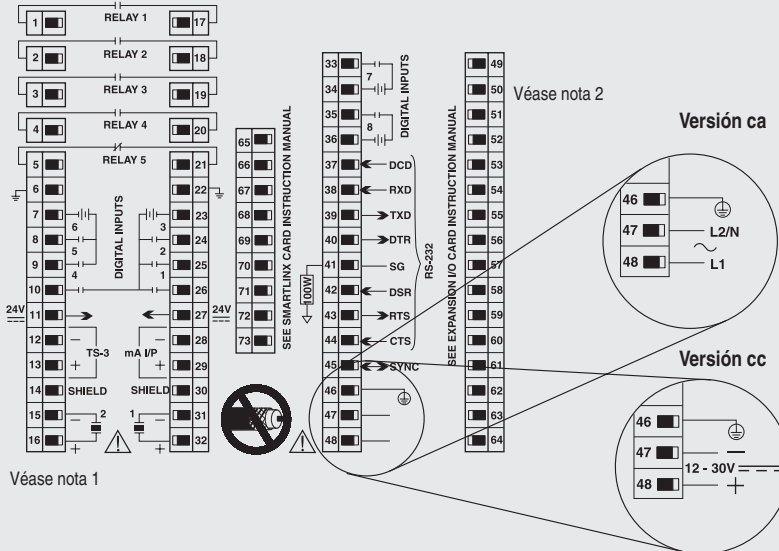 1 RELAY 1 17
2 RELAY 2 18
3 RELAY 3 19
4 RELAY 4 20
RELAY 5
5
6
7
8
9
10
11
12
13
14
15
16
6
5
4
DIGITAL INPUTS
3
2
1
24V
TS-3
− +
mA I/P
− +
SHIELD
SHIELD
2
− +
1
− +
21
22
23
24
25
26
27
28
29
30
31
32
24V
Véase nota 1
65
66
67
68
69
70
71
72
73
SEE SMARTLINX CARD INSTRUCTION MANUAL
33
34
35
36
7
8
DIGITAL INPUTS
37 DCD
38 RXD
39 TXD
40 DTR
41 SG
42 DSR
43 RTS
44 CTS
45 SYNC
46
47
48
100W
RS-232
SEE EXPANSION I/O CARD INSTRUCTION MANUAL
49
50
51
52
53
54
55
56
57
58
59
60
61
62
63
64
Véase nota 2
Versión ca
46
47 L2/N
48 L1
Versión cc
46
47 −
12 - 30V
48 +